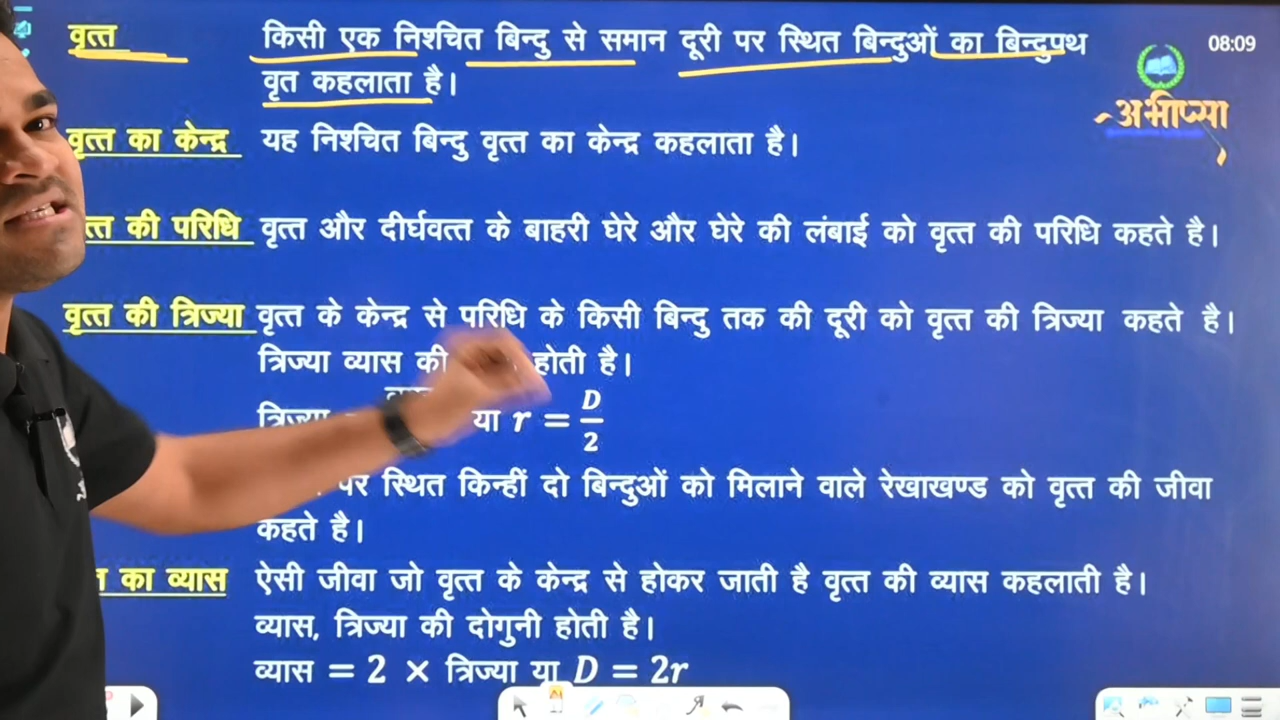 वृत्त किसी एक निश्चित बिन्दु से समान दूरी पर स्थित बिन्दुओं का बिन्दुपथ
08:09
वृत कहलाता है।
अभीप्सा
वृत्त का केन्द्र यह निश्चित बिन्दु वृत्त का केन्द्र कहलाता है।
की परिधि वृत्त और दीर्घवत्त के बाहरी घेरे और घेरे की लंबाई को वृत्त की परिधि कहते है।
वृत्त की त्रिज्या वृत्त के केन्द्र से परिधि के किसी बिन्दु तक की दूरी को वृत्त की त्रिज्या कहते है।
त्रिज्या व्यास की होती है।
त्रिज्या या r = D/2
पर स्थित किन्हीं दो बिन्दुओं को मिलाने वाले रेखाखण्ड को वृत्त की जीवा
कहते है।
का व्यास ऐसी जीवा जो वृत्त के केन्द्र से होकर जाती है वृत्त की व्यास कहलाती है।
व्यास, त्रिज्या की दोगुनी होती है।
व्यास = 2 × त्रिज्या या D = 2r